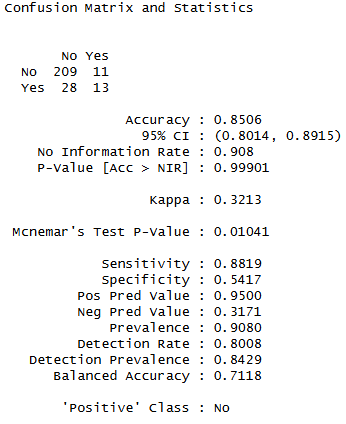 Confusion Matrix and Statistics
No Yes
No 209 11
Yes 28 13
Accuracy : 0.8506
95% CI : (0.8014, 0.8915)
No Information Rate : 0.908
P-Value [Acc > NIR] : 0.99901
Kappa : 0.3213
Mcnemar's Test P-Value : 0.01041
Sensitivity : 0.8819
Specificity : 0.5417
Pos Pred Value : 0.9500
Neg Pred Value : 0.3171
Prevalence : 0.9080
Detection Rate : 0.8008
Detection Prevalence : 0.8429
Balanced Accuracy : 0.7118
'Positive' Class : No